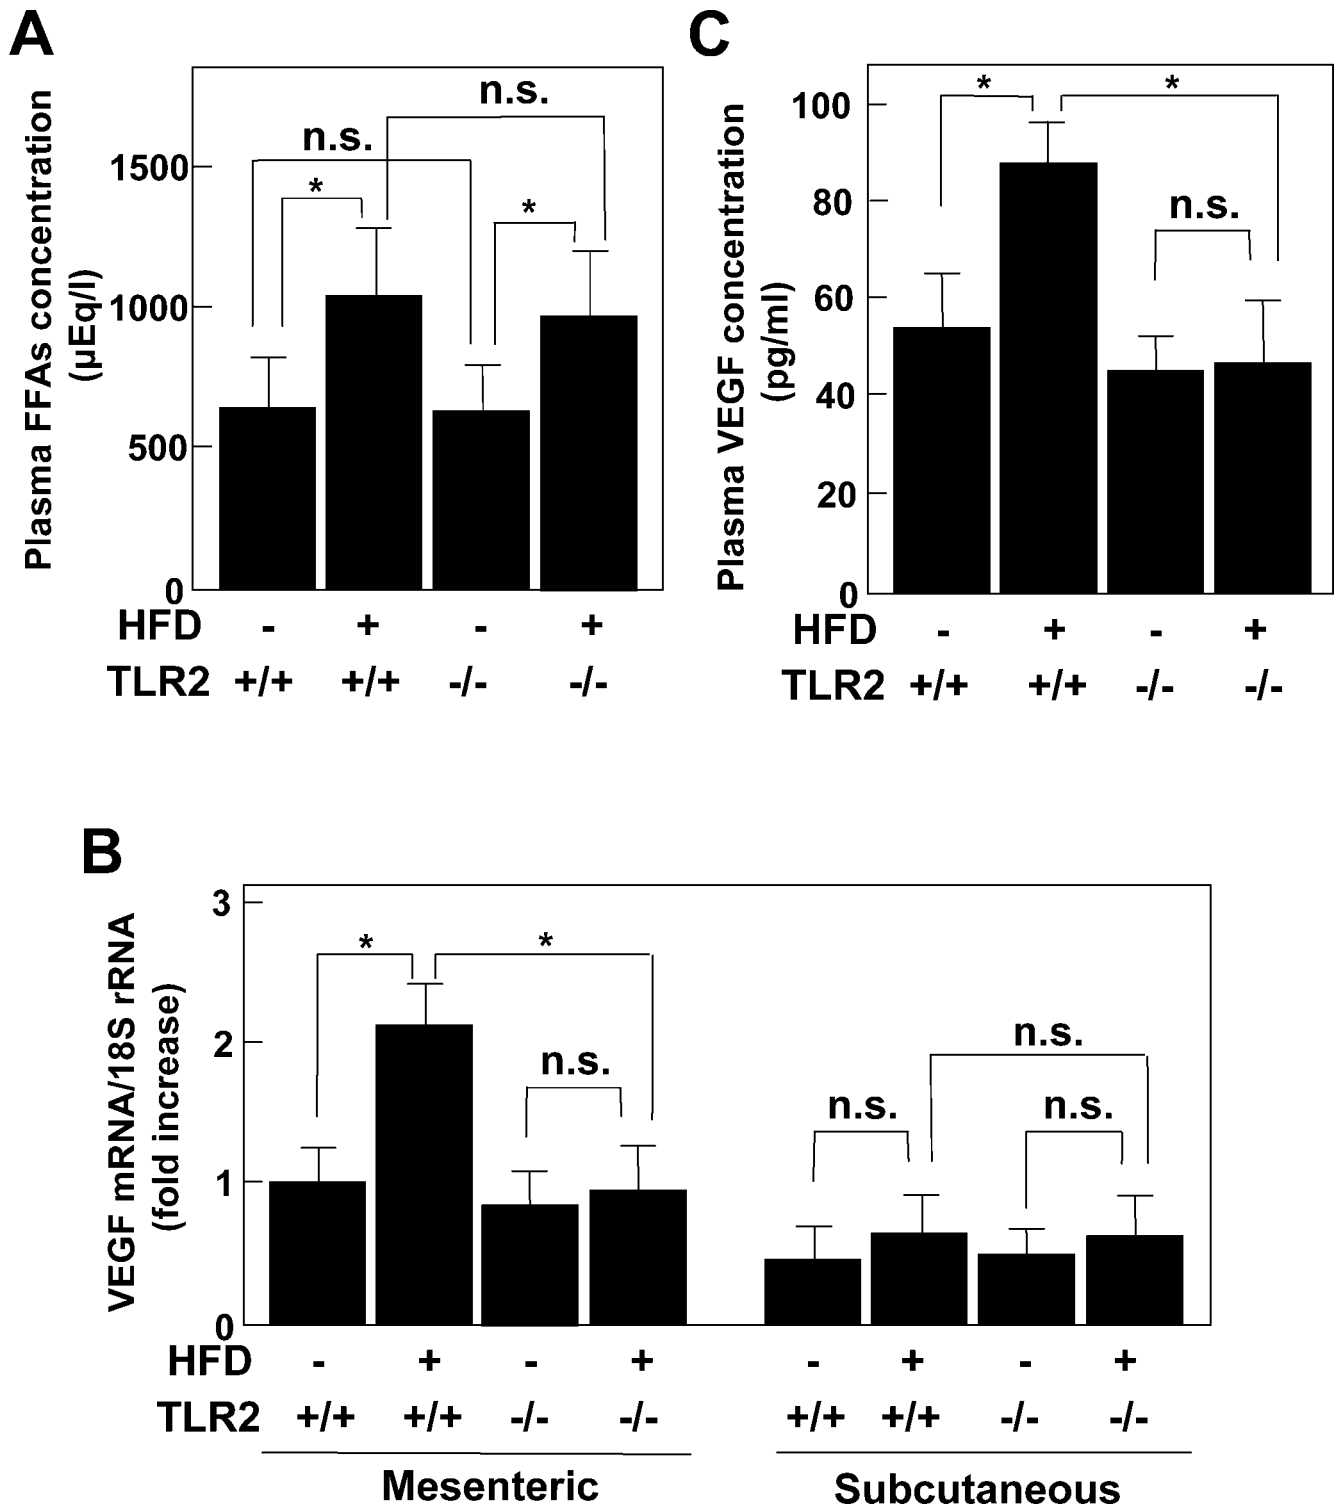 A
Plasma FFAs concentration
(µEq/l)
1500
1000
500
0
n.s.
n.s.
*
*
HFD - + - +
TLR2 +/+ +/+ -/- -/-
C
Plasma VEGF concentration
(pg/ml)
100
80
60
40
20
0
* *
n.s.
HFD - + - +
TLR2 +/+ +/+ -/- -/-
B
VEGF mRNA/18S rRNA
(fold increase)
3
2
1
0
* *
n.s.
n.s.
n.s. n.s.
HFD - + - + - + - +
TLR2 +/+ +/+ -/- -/- +/+ +/+ -/- -/-
Mesenteric Subcutaneous